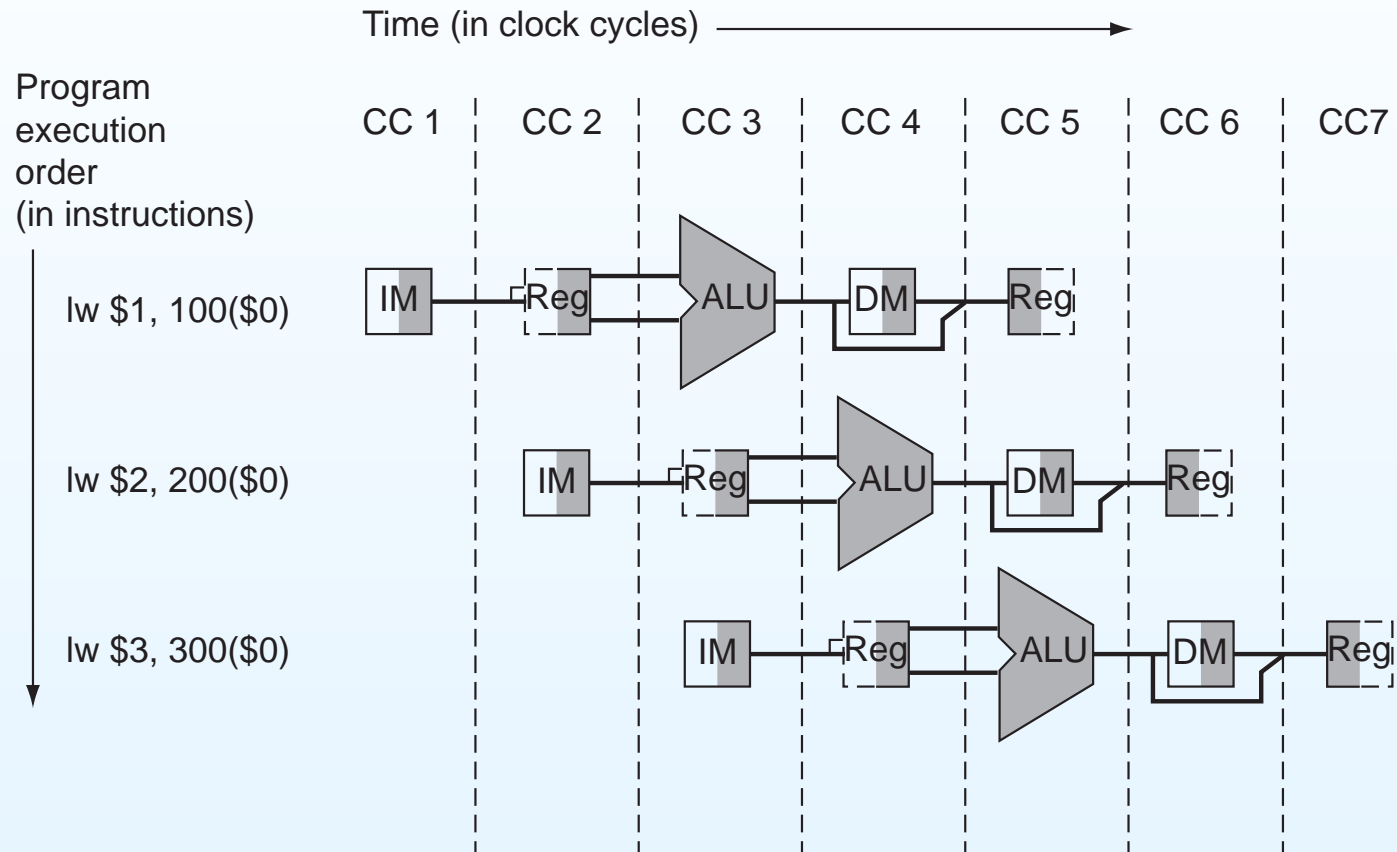 Time (in clock cycles)
Program
execution
order
(in instructions)
CC 1 CC 2 CC 3 CC 4 CC 5 CC 6 CC7
lw $1, 100($0) IM Reg ALU DM Reg
lw $2, 200($0) IM Reg ALU DM Reg
lw $3, 300($0) IM Reg ALU DM Reg